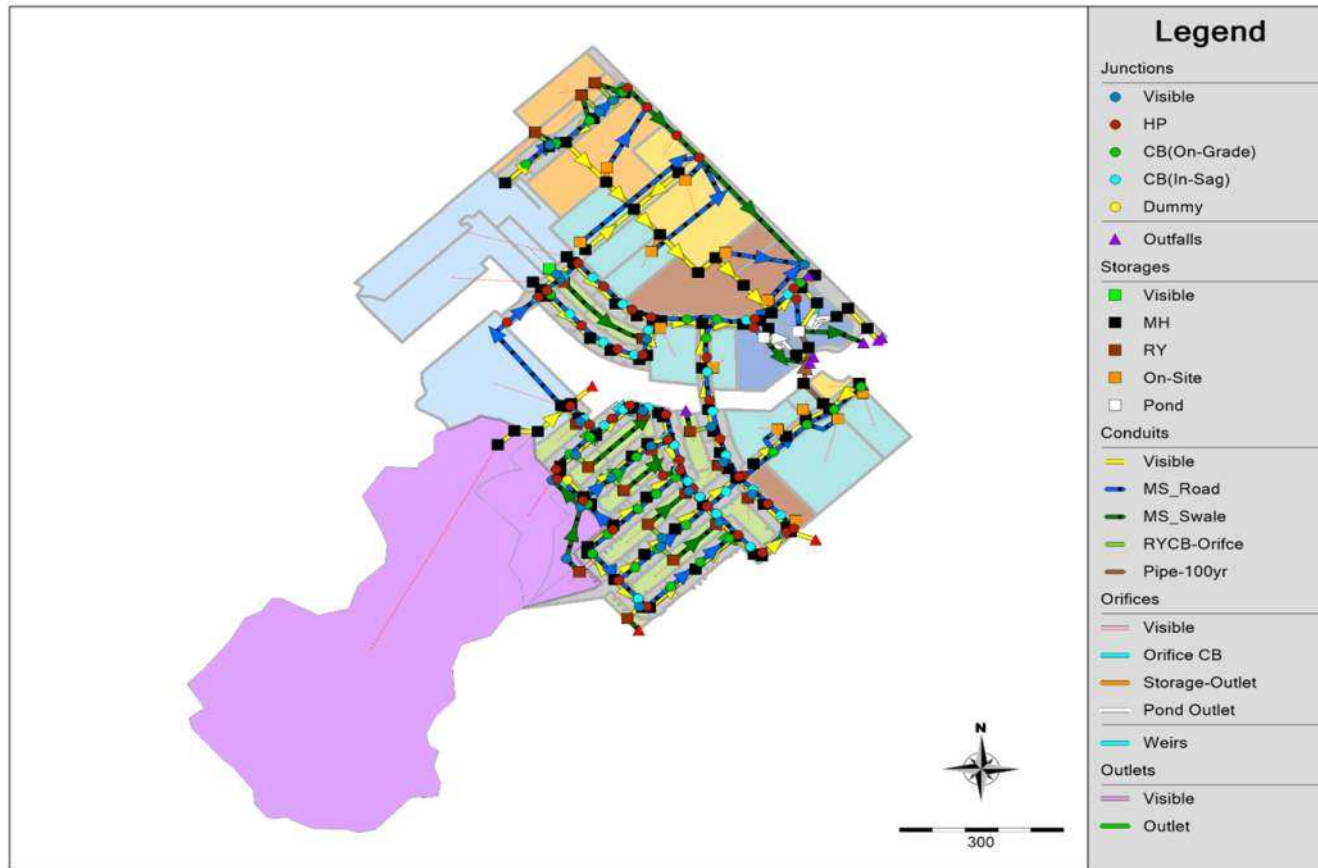 Legend
Junctions
Visible
HP
CB(On-Grade)
CB(In-Sag)
Dummy
Outfalls
Storages
Visible
MH
RY
On-Site
Pond
Conduits
Visible
MS_Road
MS_Swale
RYCB-Orifce
Pipe-100yr
Orifices
Visible
Orifice CB
Storage-Outlet
Pond Outlet
Weirs
Outlets
Visible
Outlet
N
300